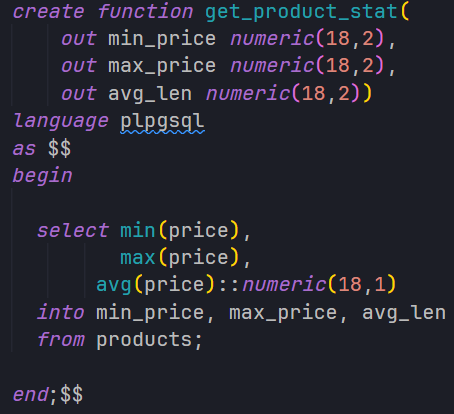 create function get_product_stat(
out min_price numeric(18,2),
out max_price numeric(18,2),
out avg_len numeric(18,2))
language plpgsql
as $$
begin
select min(price),
max(price),
avg(price)::numeric(18,1)
into min_price, max_price, avg_len
from products;
end;$$